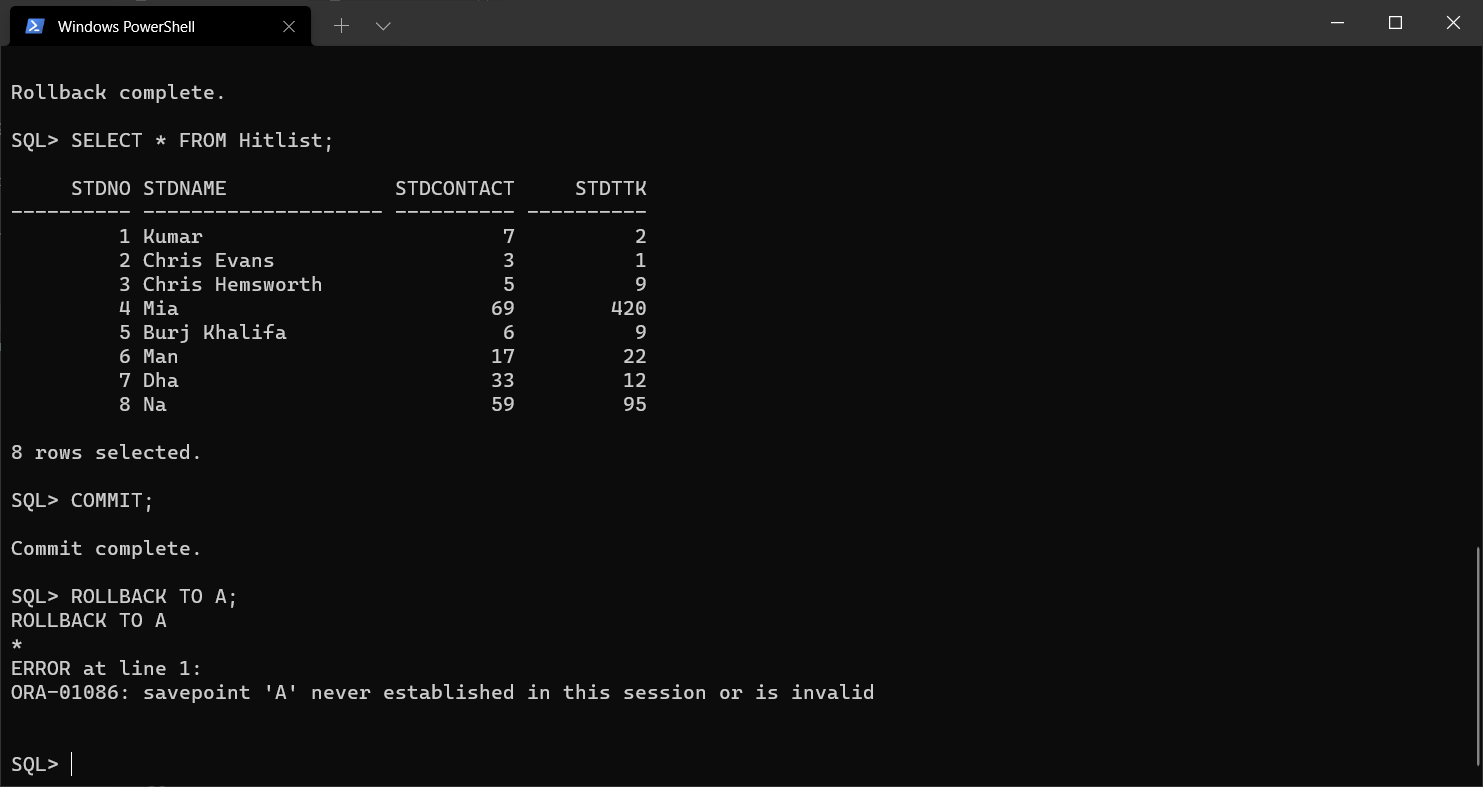 Windows PowerShell
Rollback complete.
SQL> SELECT * FROM Hitlist;
     STDNO STDNAME              STDCONTACT     STDTTK
---------- -------------------- ---------- ----------
         1 Kumar                         7          2
         2 Chris Evans                   3          1
         3 Chris Hemsworth               5          9
         4 Mia                          69        420
         5 Burj Khalifa                  6          9
         6 Man                          17         22
         7 Dha                          33         12
         8 Na                           59         95
8 rows selected.
SQL> COMMIT;
Commit complete.
SQL> ROLLBACK TO A;
ROLLBACK TO A
*
ERROR at line 1:
ORA-01086: savepoint 'A' never established in this session or is invalid
SQL>